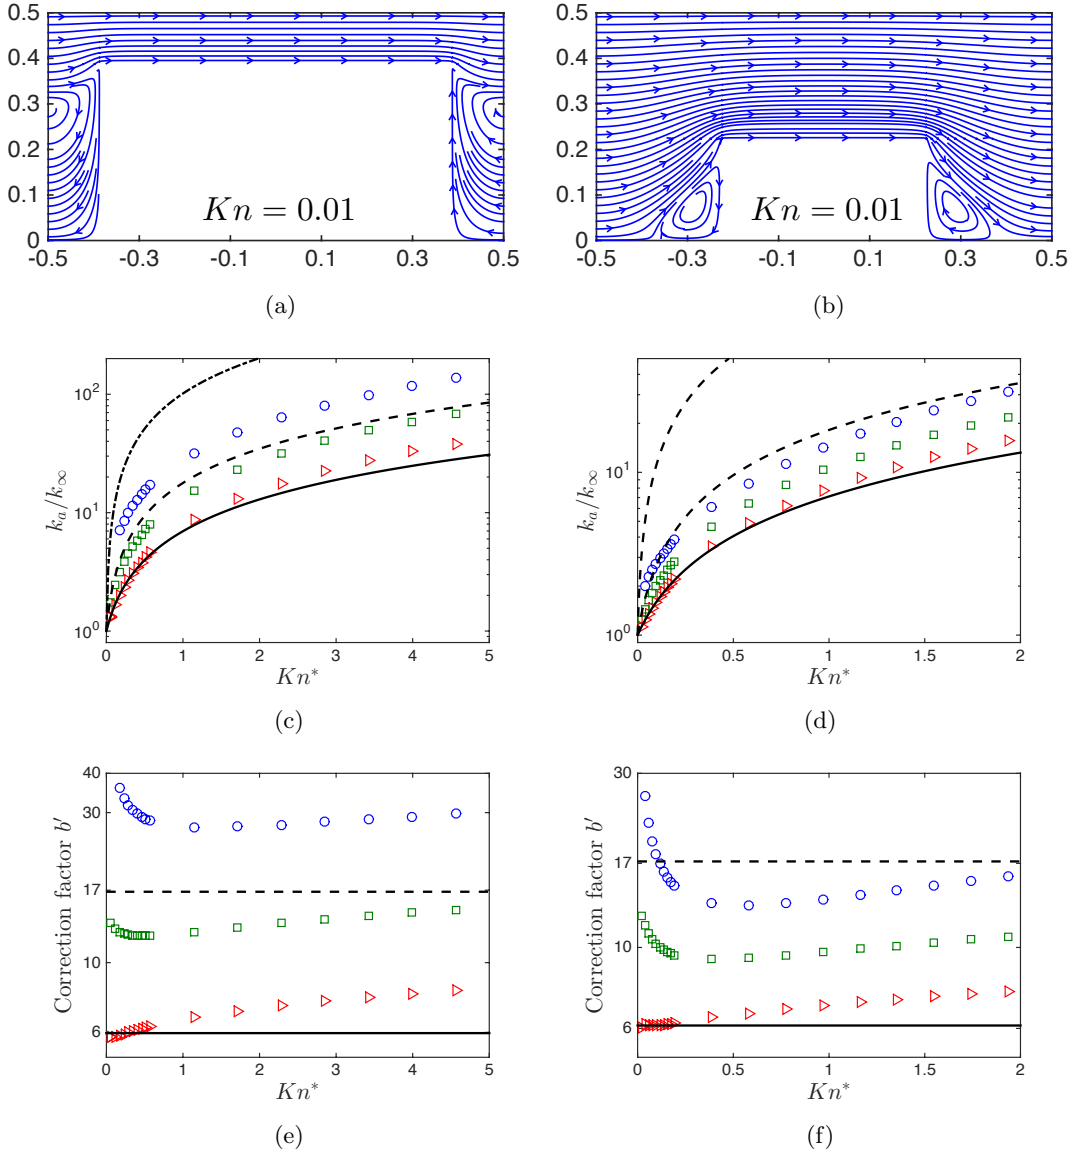 0.5
0.4
0.3
0.2
0.1
0
-0.5 -0.3 -0.1 0.1 0.3 0.5
Kn = 0.01
(a)
0.5
0.4
0.3
0.2
0.1
0
-0.5 -0.3 -0.1 0.1 0.3 0.5
Kn = 0.01
(b)
k_a/k_∞
10^2
10^1
10^0
0 1 2 3 4 5
Kn*
(c)
k_a/k_∞
10^1
10^0
0 0.5 1 1.5 2
Kn*
(d)
Correction factor b′
40
30
17
10
6
0 1 2 3 4 5
Kn*
(e)
Correction factor b′
30
17
10
6
0 0.5 1 1.5 2
Kn*
(f)